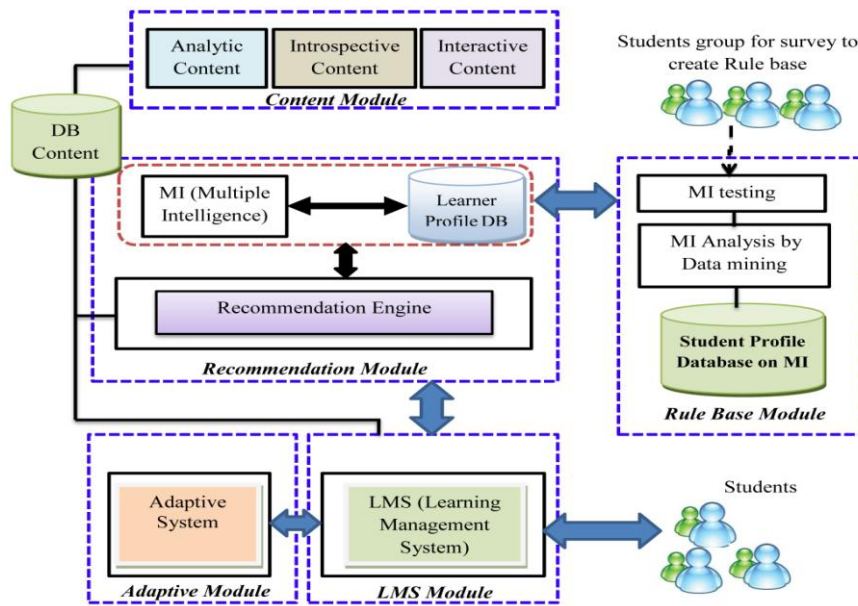 Analytic
Content
Introspective
Content
Interactive
Content
Content Module
Students group for survey to
create Rule base
DB
Content
MI (Multiple
Intelligence)
Learner
Profile DB
MI testing
MI Analysis by
Data mining
Recommendation Engine
Student Profile
Database on MI
Recommendation Module
Rule Base Module
Adaptive
System
LMS (Learning
Management
System)
Students
Adaptive Module
LMS Module